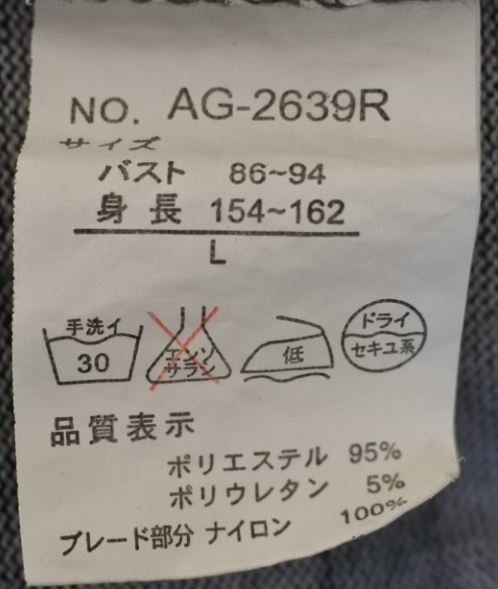 NO. AG-2639R
サイズ
バスト 86~94
身長 154~162
L
手洗イ
30
エンソ
サラシ
低
ドライ
セキユ系
品質表示
ポリエステル 95%
ポリウレタン 5%
ブレード部分 ナイロン 100%